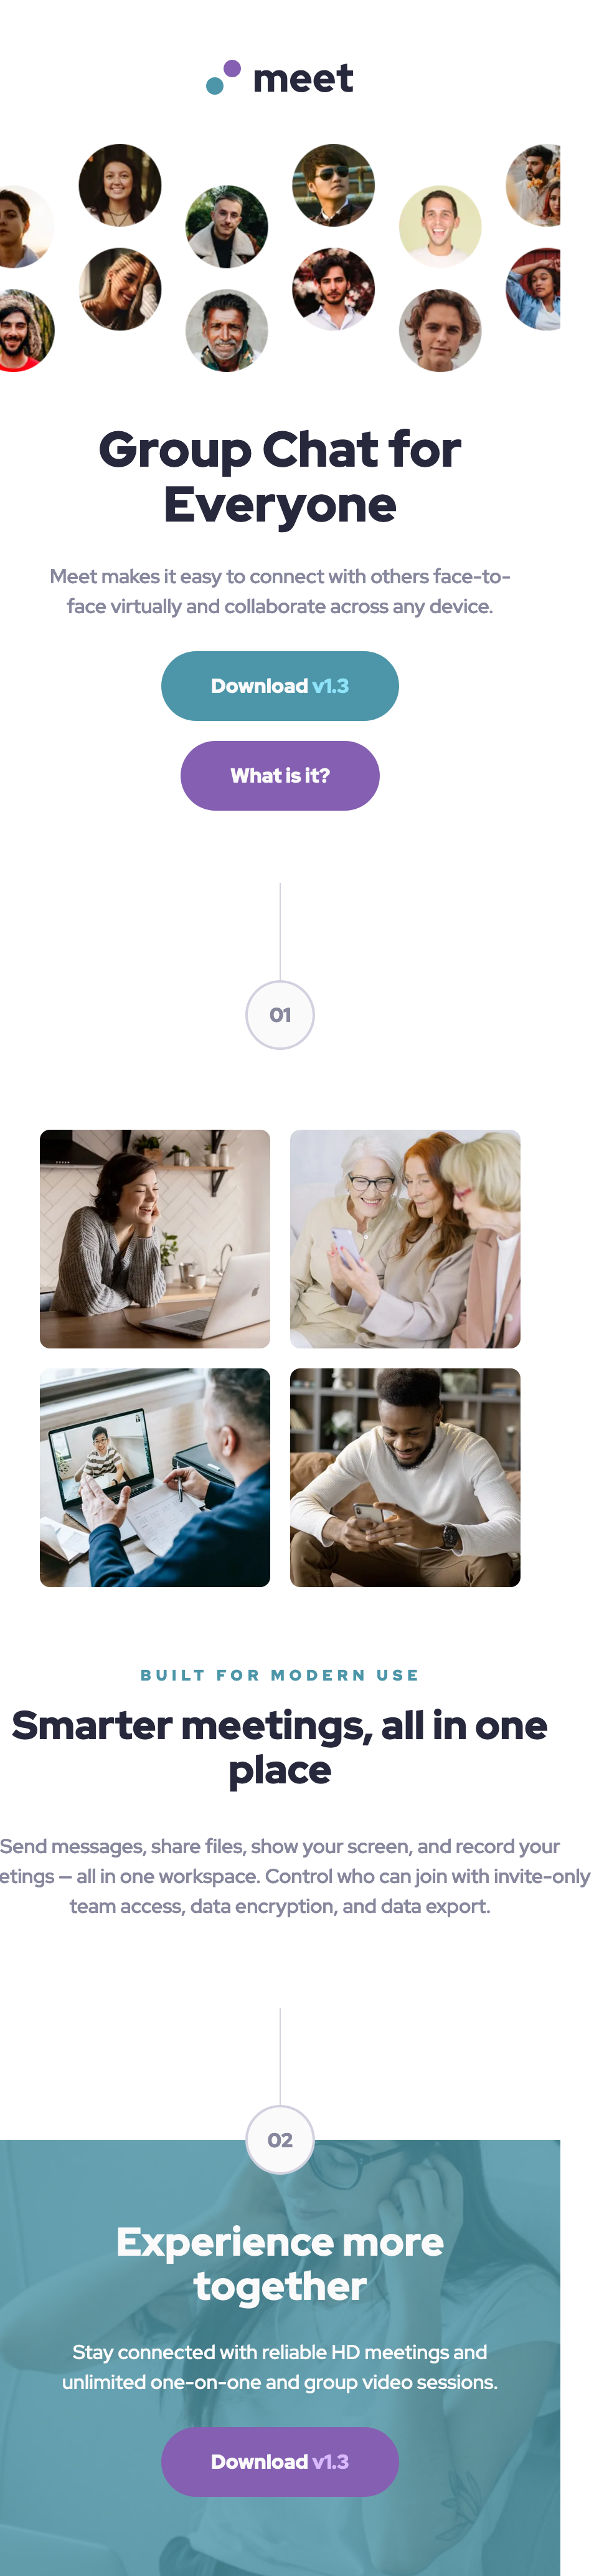 meet
Group Chat for
Everyone
Meet makes it easy to connect with others face-to-
face virtually and collaborate across any device.
Download v1.3
What is it?
01
BUILT FOR MODERN USE
Smarter meetings, all in one
place
Send messages, share files, show your screen, and record your
etings — all in one workspace. Control who can join with invite-only
team access, data encryption, and data export.
02
Experience more
together
Stay connected with reliable HD meetings and
unlimited one-on-one and group video sessions.
Download v1.3